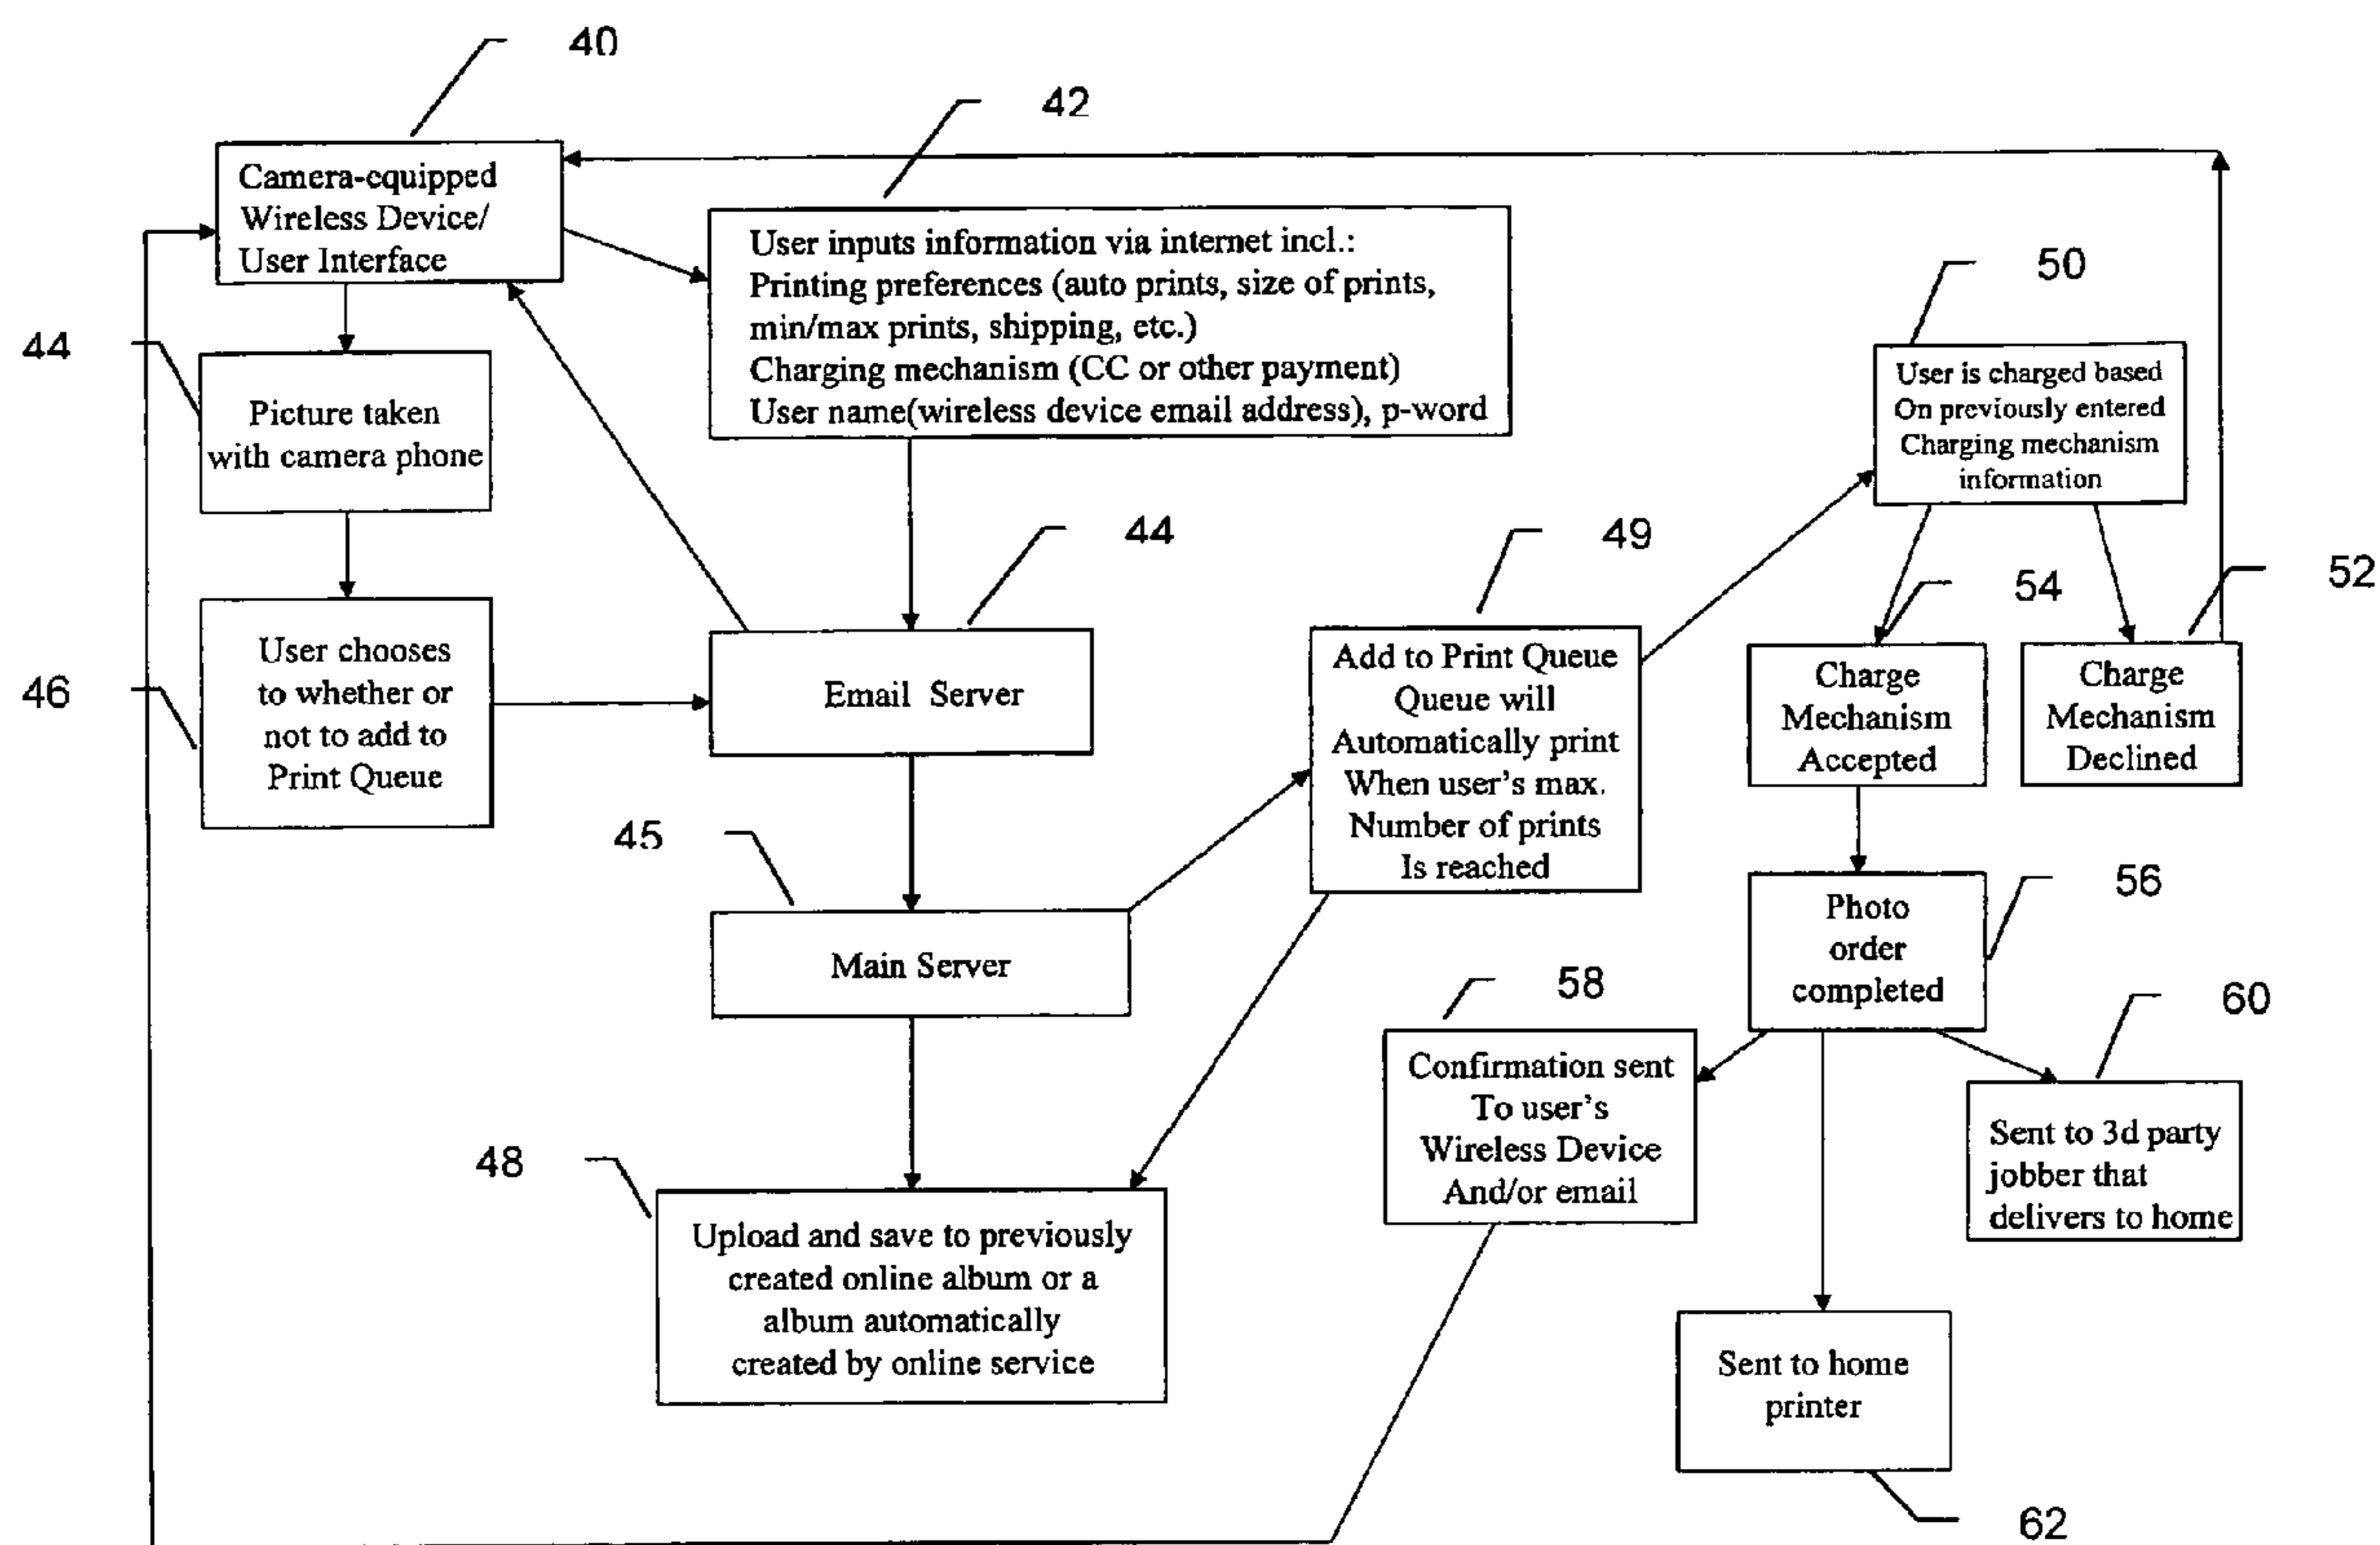 40
42
Camera-equipped
Wireless Device/
User Interface
User inputs information via internet incl.:
Printing preferences (auto prints, size of prints,
min/max prints, shipping, etc.)
Charging mechanism (CC or other payment)
User name(wireless device email address), p-word
50
User is charged based
On previously entered
Charging mechanism
information
44
Picture taken
with camera phone
44
49
54
52
46
User chooses
to whether or
not to add to
Print Queue
Email Server
Add to Print Queue
Queue will
Automatically print
When user's max.
Number of prints
Is reached
Charge
Mechanism
Accepted
Charge
Mechanism
Declined
45
Main Server
56
Photo
order
completed
58
Confirmation sent
To user's
Wireless Device
And/or email
60
Sent to 3d party
jobber that
delivers to home
48
Upload and save to previously
created online album or a
album automatically
created by online service
Sent to home
printer
62